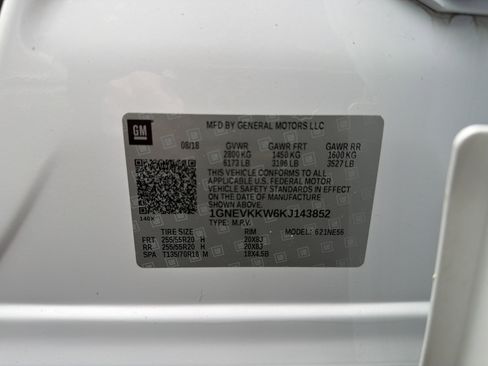 GM
MFD BY GENERAL MOTORS LLC
08/18 GVWR GAWR FRT GAWR RR
2800 KG 1450 KG 1600 KG
6173 LB 3196 LB 3527 LB
THIS VEHICLE CONFORMS TO ALL
APPLICABLE U.S. FEDERAL MOTOR
VEHICLE SAFETY STANDARDS IN EFFECT
ON THE DATE OF MANUFACTURE
SHOWN ABOVE.
1GNEVKKW6KJ143852
TYPE: M.P.V.
TIRE SIZE RIM MODEL: 621NE56
FRT 255/55R20 H 20X8J
RR 255/55R20 H 20X8J
SPA T135/70R18 M 18X4.5B